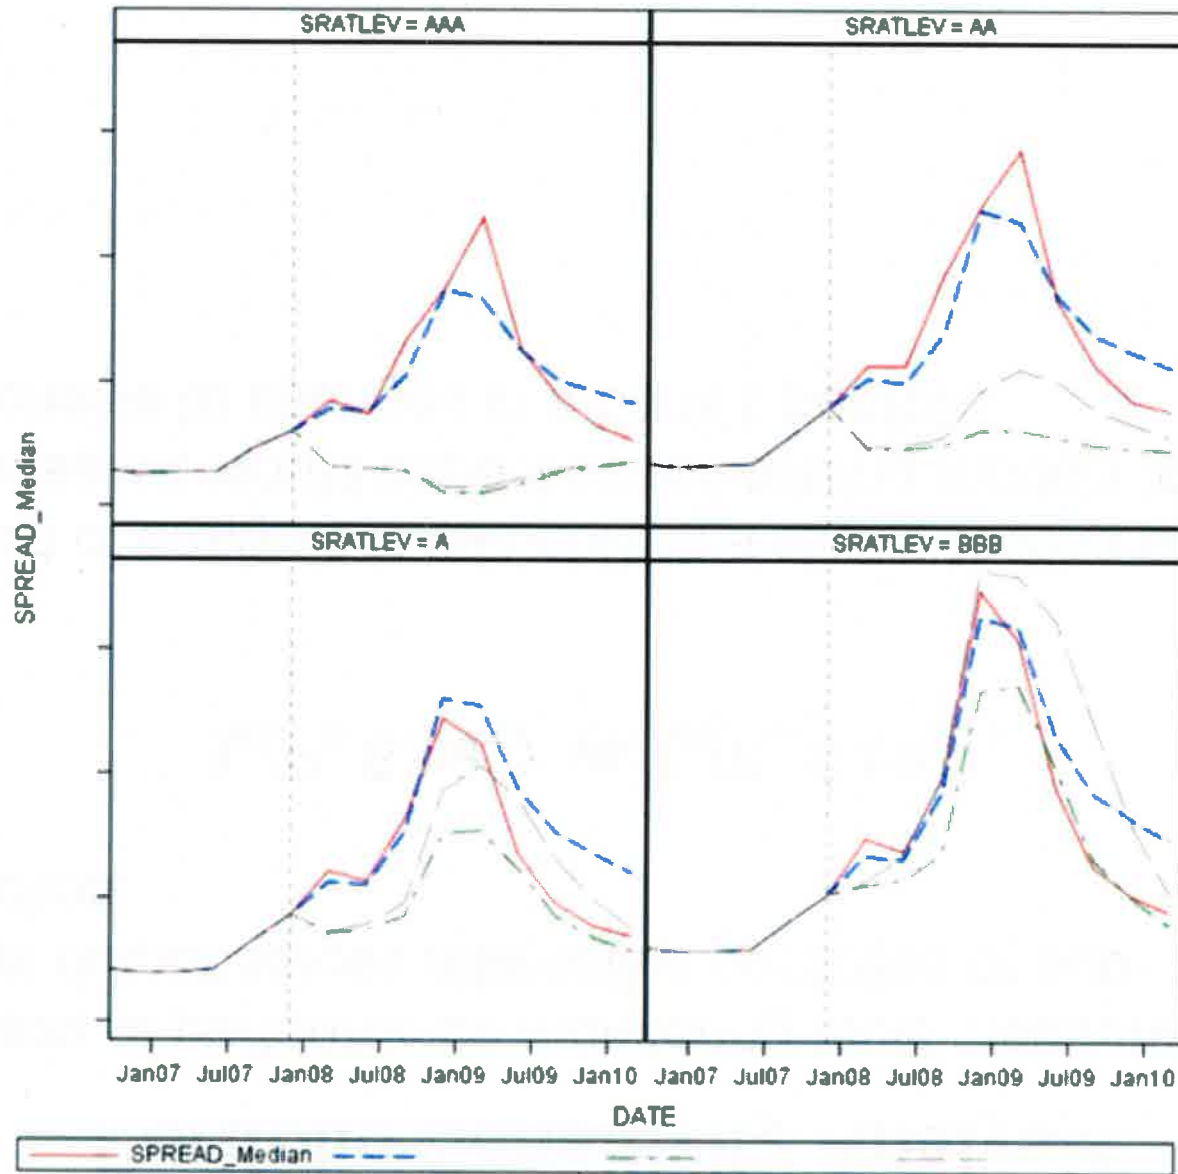 SRATLEV = AAA
SRATLEV = AA
SPREAD_Median
SRATLEV = A
SRATLEV = BBB
Jan07 Jul07 Jan08 Jul08 Jan09 Jul09 Jan10
Jan07 Jul07 Jan08 Jul08 Jan09 Jul09 Jan10
DATE
SPREAD_Median